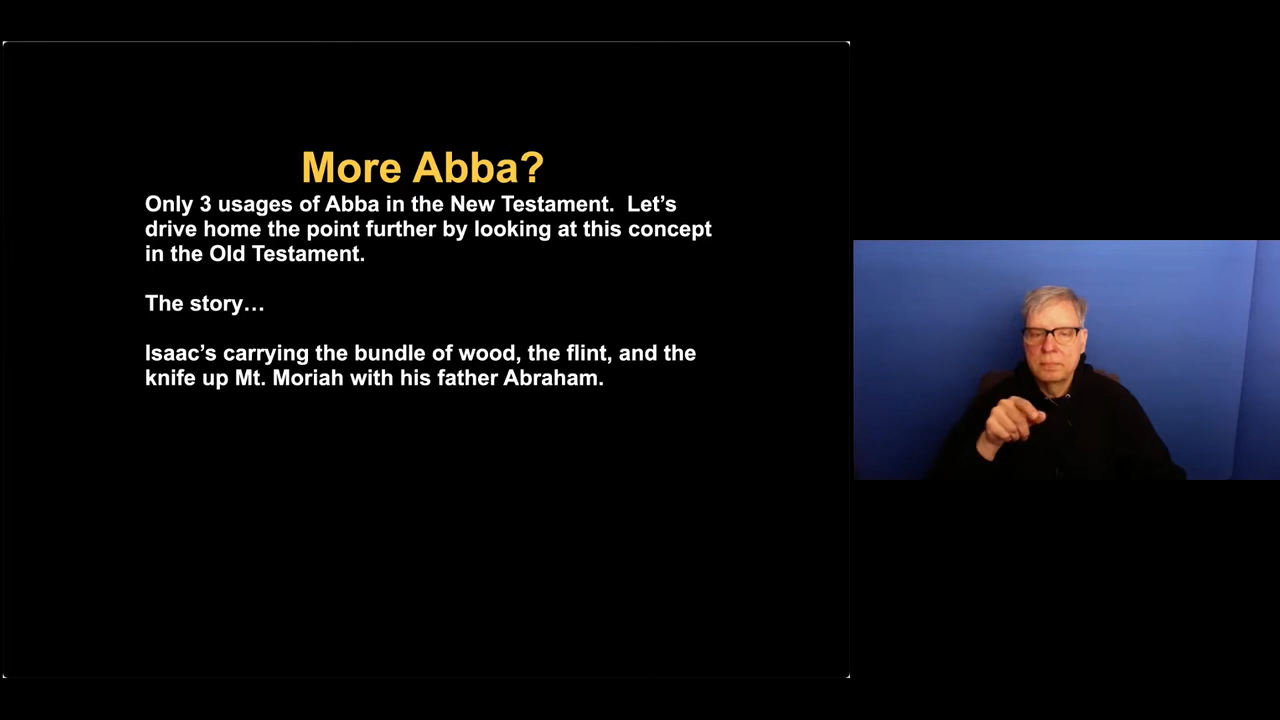 More Abba?
Only 3 usages of Abba in the New Testament.  Let’s
drive home the point further by looking at this concept
in the Old Testament.
The story…
Isaac’s carrying the bundle of wood, the flint, and the
knife up Mt. Moriah with his father Abraham.